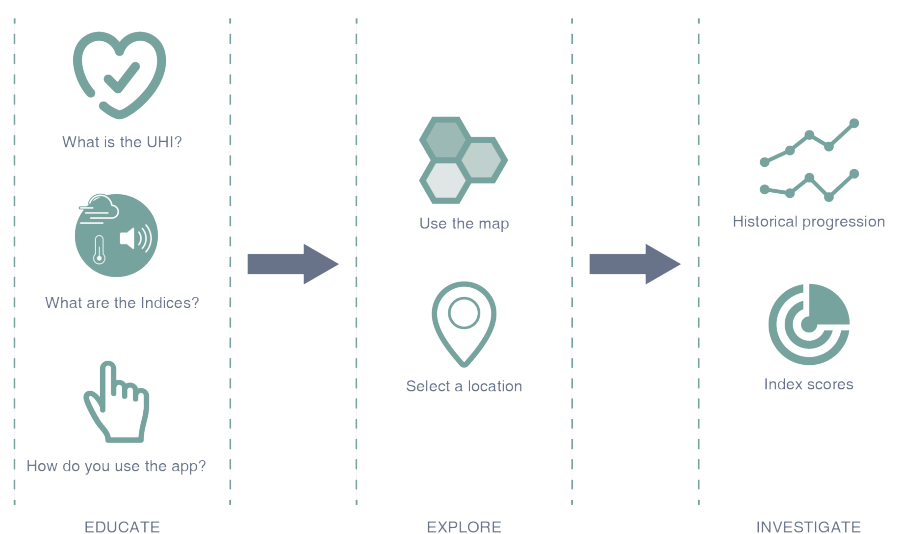 What is the UHI?
What are the Indices?
How do you use the app?
EDUCATE
Use the map
Select a location
EXPLORE
Historical progression
Index scores
INVESTIGATE